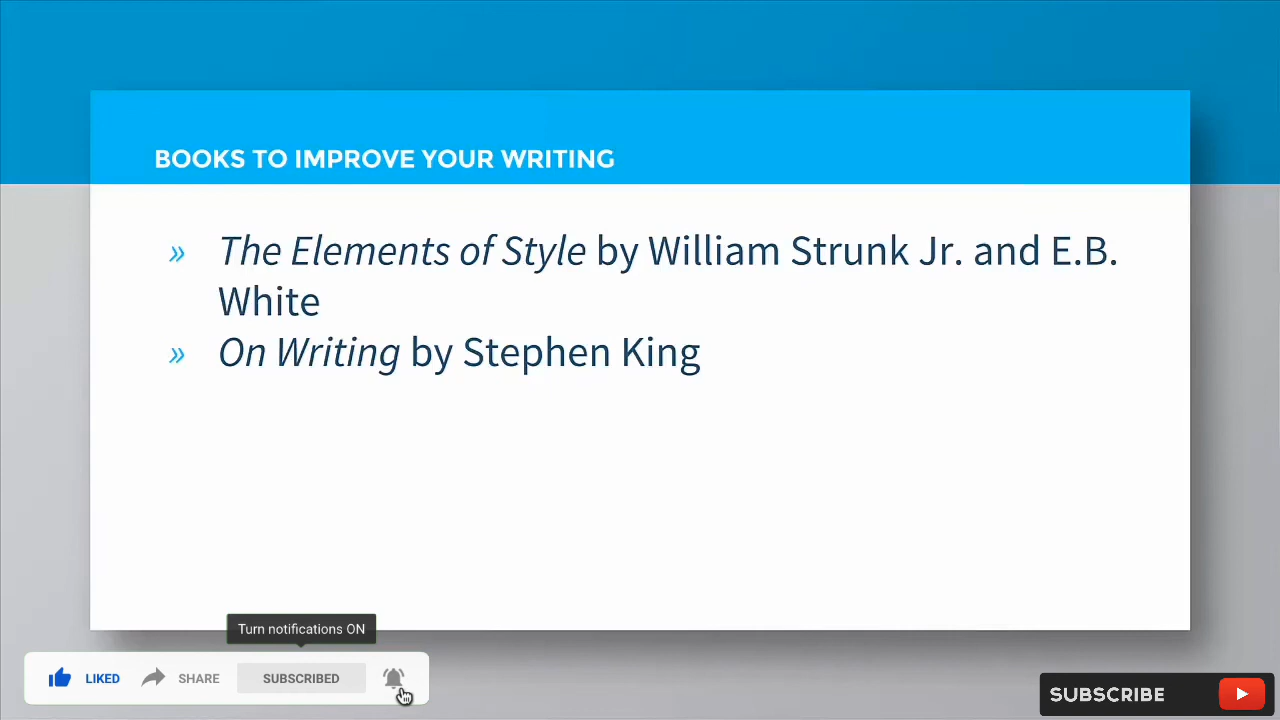 BOOKS TO IMPROVE YOUR WRITING
» The Elements of Style by William Strunk Jr. and E.B.
White
» On Writing by Stephen King
Turn notifications ON
LIKED SHARE SUBSCRIBED
SUBSCRIBE